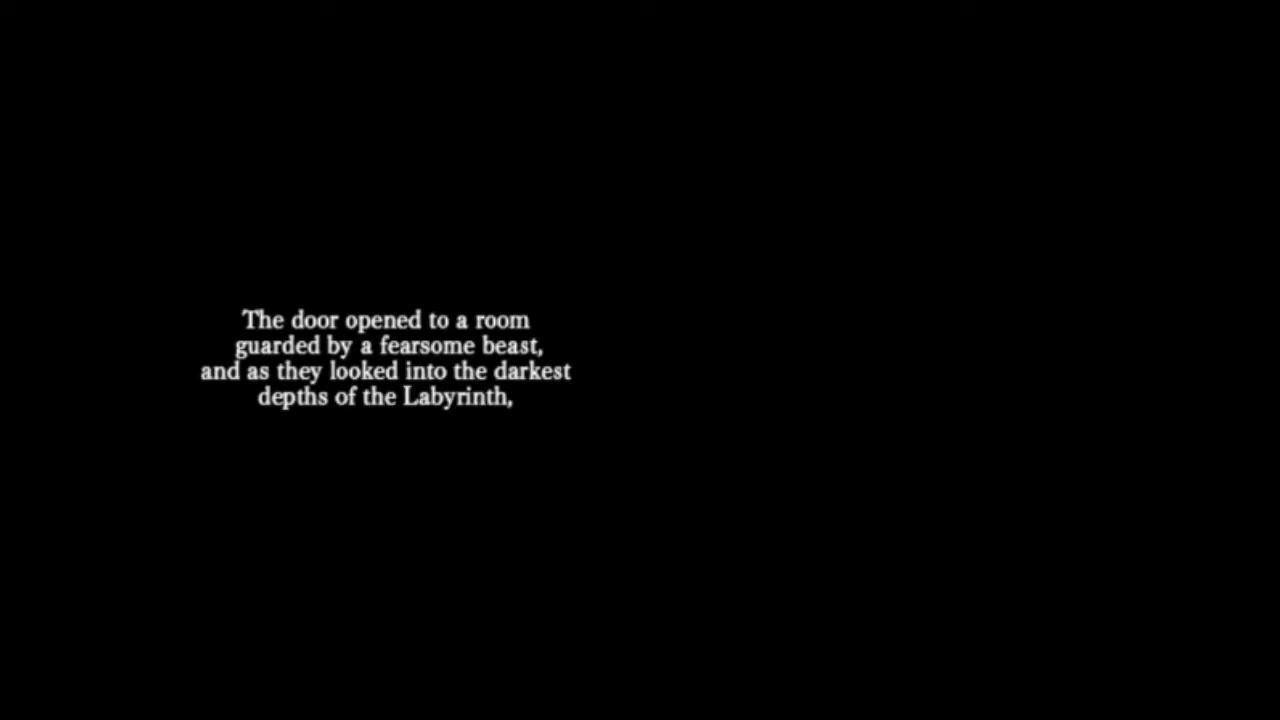 The door opened to a room
guarded by a fearsome beast,
and as they looked into the darkest
depths of the Labyrinth,